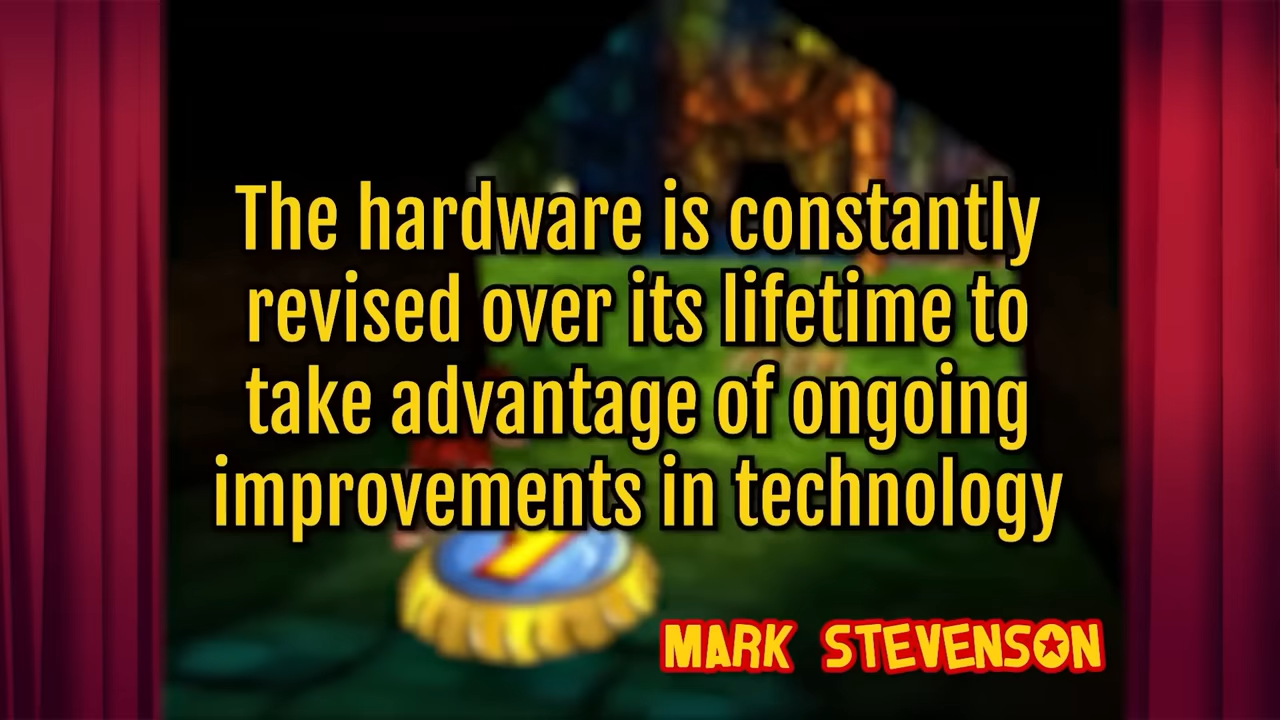 The hardware is constantly
revised over its lifetime to
take advantage of ongoing
improvements in technology
MARK STEVENSON